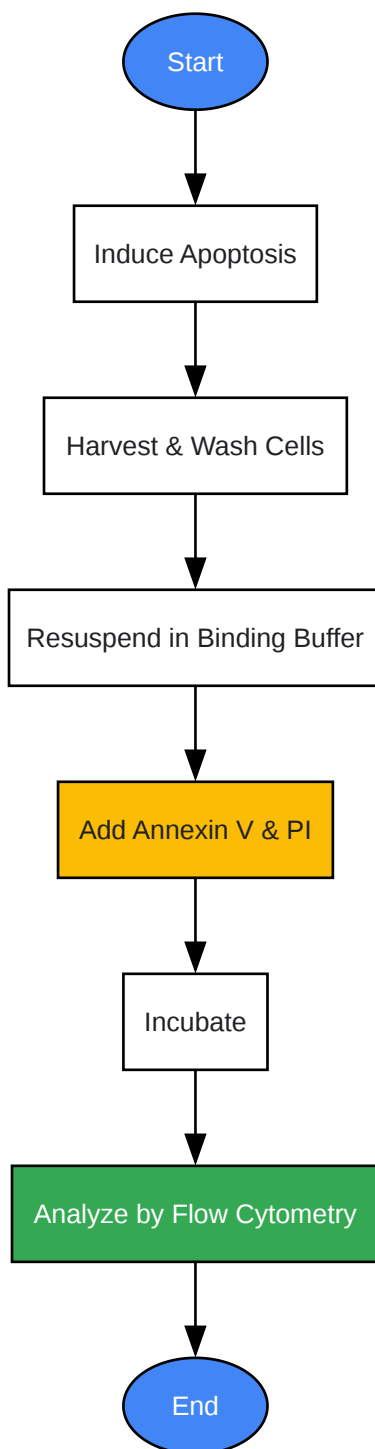 Start
Induce Apoptosis
Harvest & Wash Cells
Resuspend in Binding Buffer
Add Annexin V & PI
Incubate
Analyze by Flow Cytometry
End